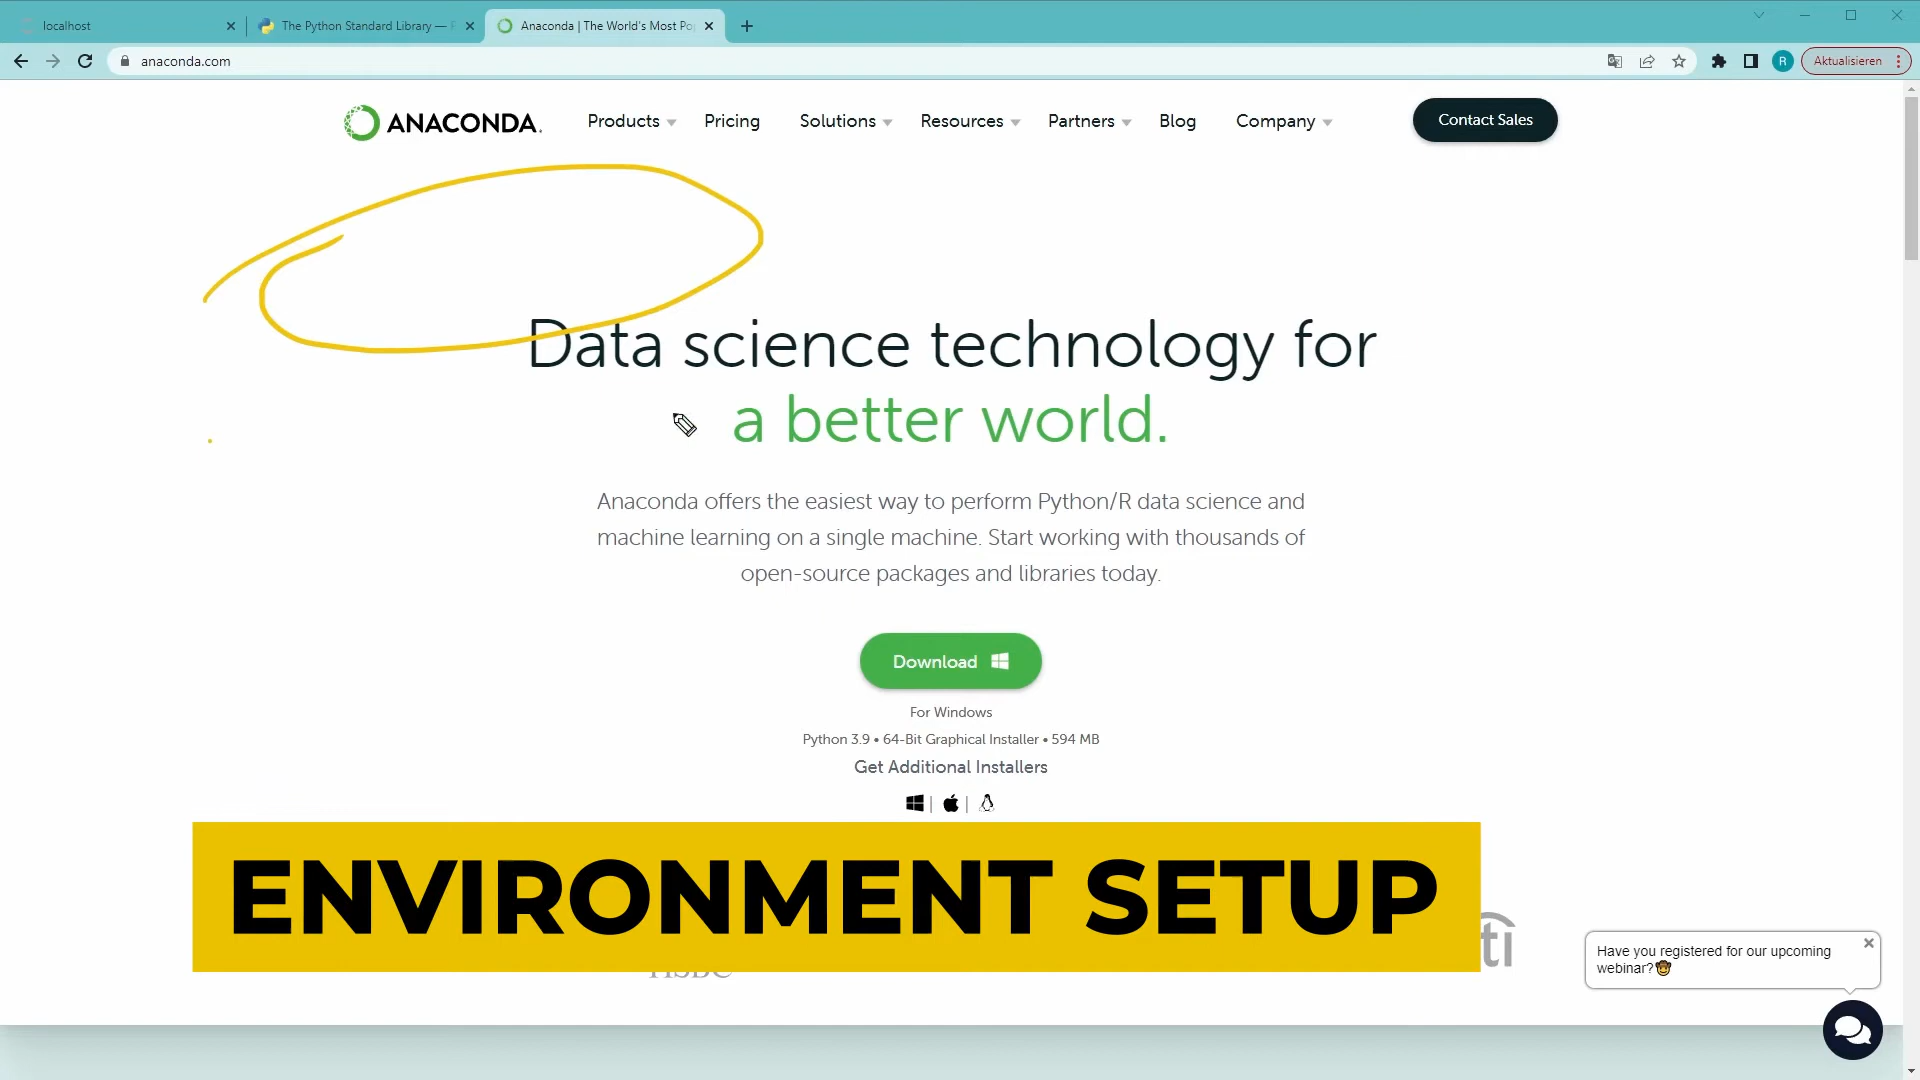 localhost
The Python Standard Library —
Anaconda | The World's Most Po
anaconda.com
R
Aktualisieren
ANACONDA.
Products
Pricing
Solutions
Resources
Partners
Blog
Company
Contact Sales
Data science technology for
a better world.
Anaconda offers the easiest way to perform Python/R data science and
machine learning on a single machine. Start working with thousands of
open-source packages and libraries today.
Download
For Windows
Python 3.9 • 64-Bit Graphical Installer • 594 MB
Get Additional Installers
ENVIRONMENT SETUP
HSBC
ti
Have you registered for our upcoming
webinar?🤠